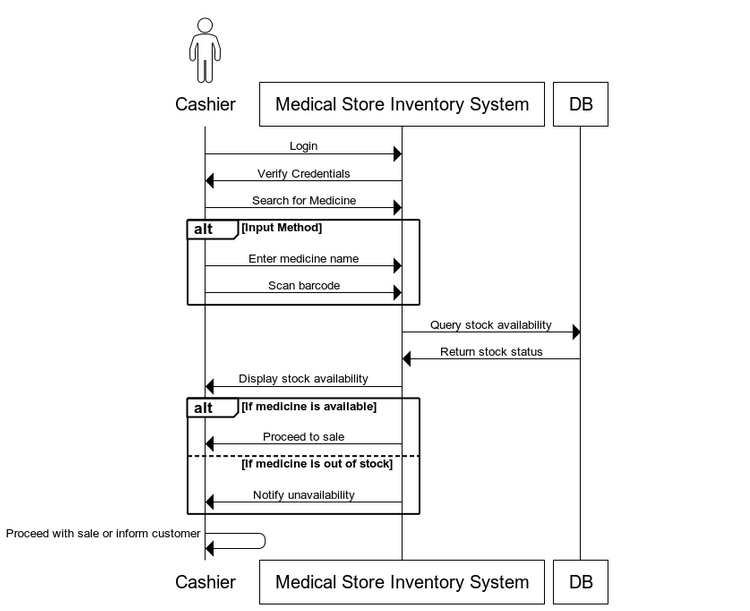 Cashier
Medical Store Inventory System
DB
Login
Verify Credentials
Search for Medicine
alt
[Input Method]
Enter medicine name
Scan barcode
Query stock availability
Return stock status
Display stock availability
alt
[If medicine is available]
Proceed to sale
[If medicine is out of stock]
Notify unavailability
Proceed with sale or inform customer
Cashier
Medical Store Inventory System
DB